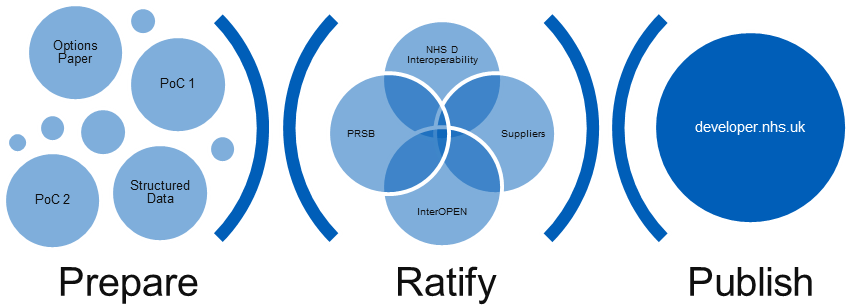 Options
Paper
PoC 1
PoC 2
Structured
Data
NHS D
Interoperability
PRSB
Suppliers
InterOPEN
developer.nhs.uk
Prepare
Ratify
Publish